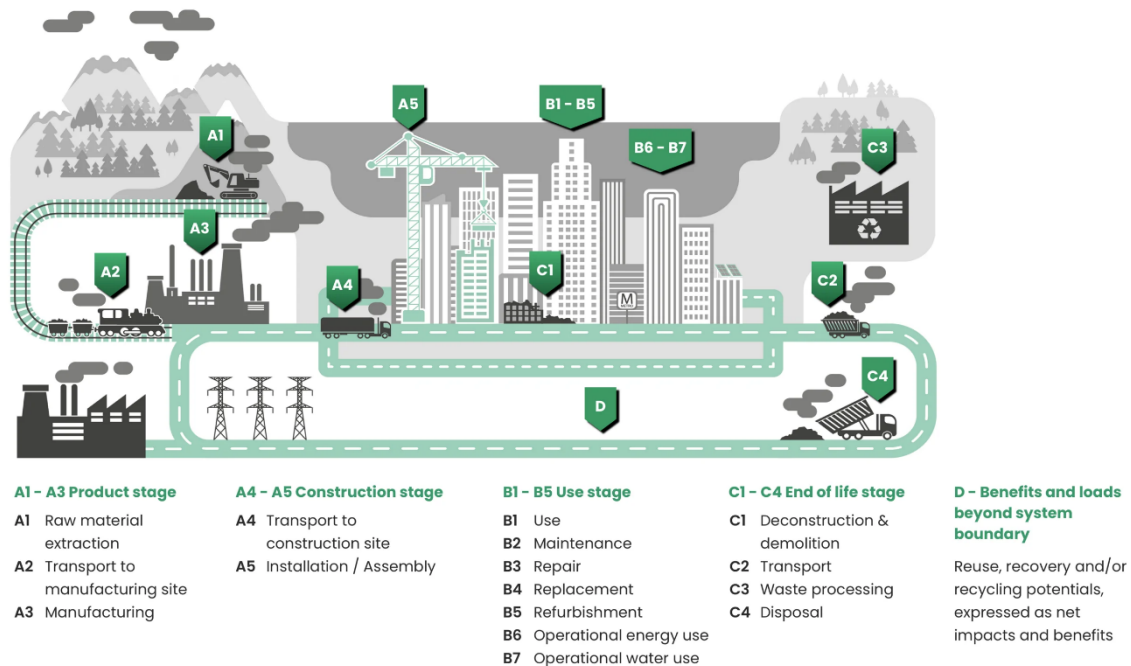 A5
B1 - B5
A1
B6 - B7
C3
A3
A2
A4
C1
C2
M
D
C4
A1 - A3 Product stage
A1 Raw material
extraction
A2 Transport to
manufacturing site
A3 Manufacturing
A4 - A5 Construction stage
A4 Transport to
construction site
A5 Installation / Assembly
B1 - B5 Use stage
B1 Use
B2 Maintenance
B3 Repair
B4 Replacement
B5 Refurbishment
B6 Operational energy use
B7 Operational water use
C1 - C4 End of life stage
C1 Deconstruction &
demolition
C2 Transport
C3 Waste processing
C4 Disposal
D - Benefits and loads
beyond system
boundary
Reuse, recovery and/or
recycling potentials,
expressed as net
impacts and benefits